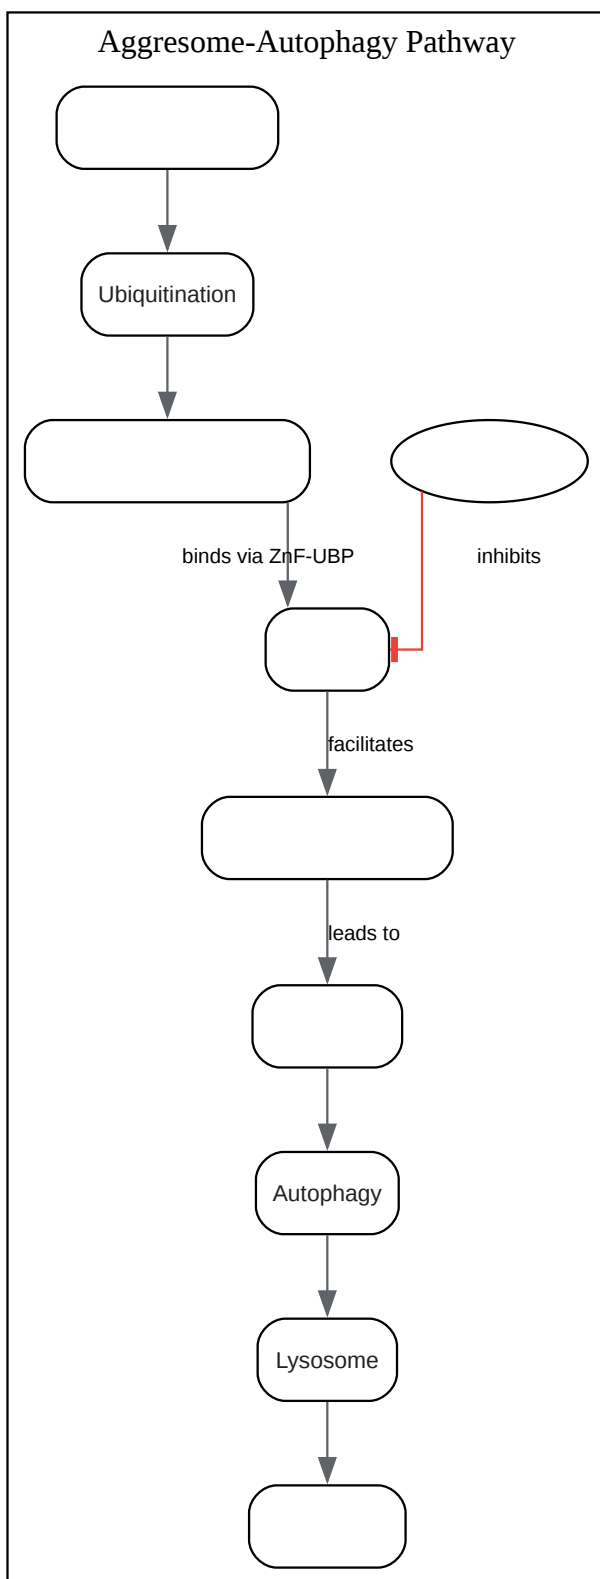 Aggresome-Autophagy Pathway
Ubiquitination
binds via ZnF-UBP
inhibits
facilitates
leads to
Autophagy
Lysosome